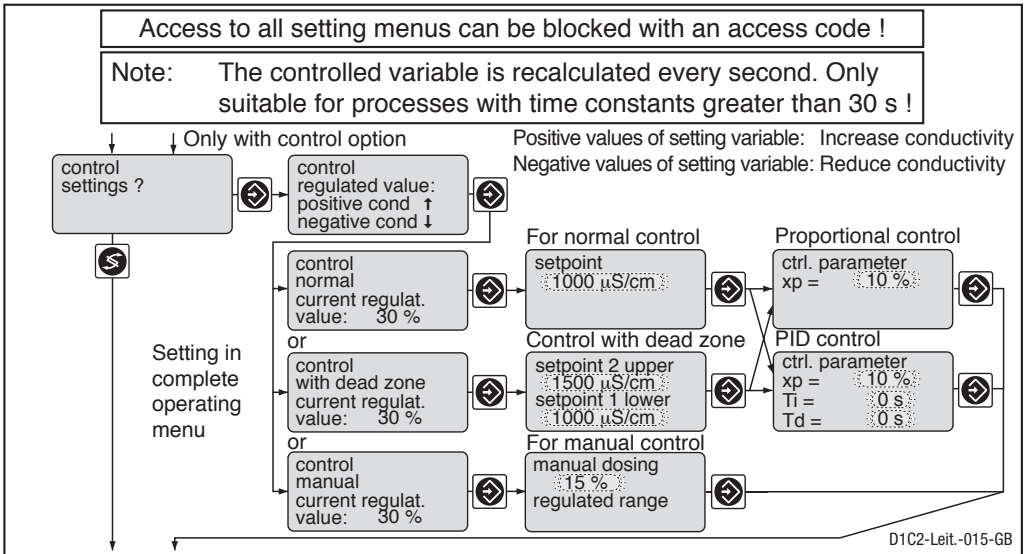 Access to all setting menus can be blocked with an access code !
Note: The controlled variable is recalculated every second. Only
suitable for processes with time constants greater than 30 s !
Only with control option
Positive values of setting variable: Increase conductivity
Negative values of setting variable: Reduce conductivity
control
settings ?
control
regulated value:
positive cond ↑
negative cond ↓
For normal control
Proportional control
control
normal
current regulat.
value: 30 %
setpoint
1000 µS/cm
ctrl. parameter
xp = 10 %
or
Setting in
complete
operating
menu
Control with dead zone
PID control
control
with dead zone
current regulat.
value: 30 %
setpoint 2 upper
1500 µS/cm
setpoint 1 lower
1000 µS/cm
ctrl. parameter
xp = 10 %
Ti = 0 s
Td = 0 s
or
For manual control
control
manual
current regulat.
value: 30 %
manual dosing
15 %
regulated range
D1C2-Leit.-015-GB